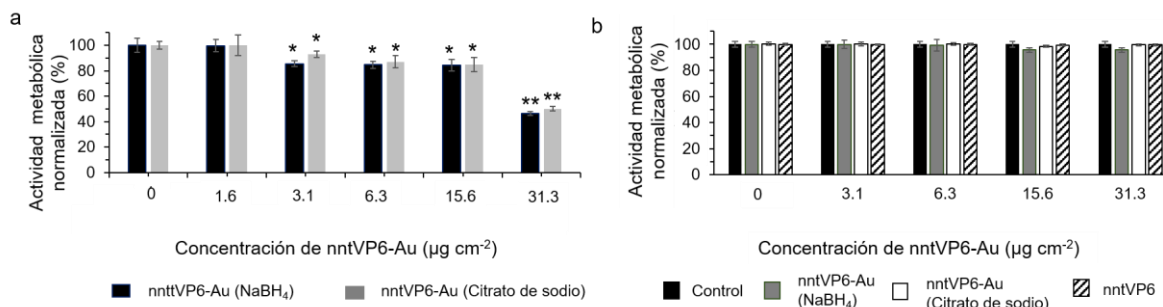 a
Actividad metabólica
normalizada (%)
100
80
60
40
20
0
* * * * * * ** **
0 1.6 3.1 6.3 15.6 31.3
Concentración de nntVP6-Au (µg cm⁻²)
nnttVP6-Au (NaBH₄) nntVP6-Au (Citrato de sodio)
b
Actividad metabólica
normalizada (%)
100
80
60
40
20
0
0 3.1 6.3 15.6 31.3
Concentración de nntVP6-Au (µg cm⁻²)
Control nntVP6-Au
(NaBH₄) nntVP6-Au
(Citrato de sodio) nntVP6